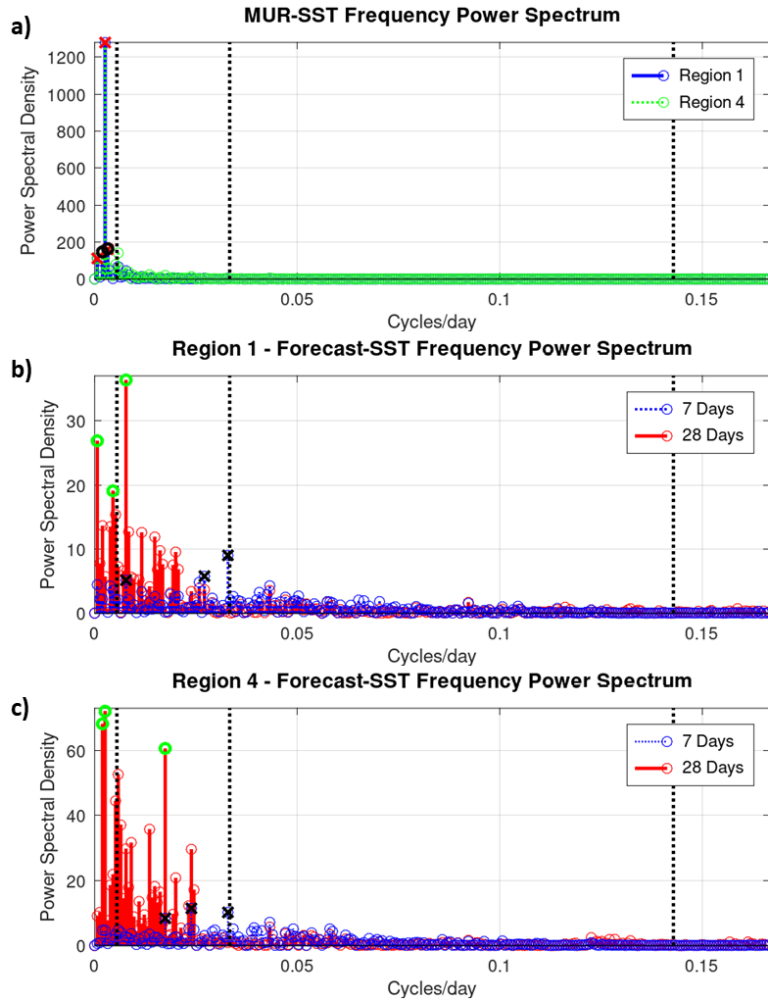 MUR-SST Frequency Power Spectrum
a)
Power Spectral Density
1200
1000
800
600
400
200
0
Region 1
Region 4
0 0.05 0.1 0.15
Cycles/day
Region 1 - Forecast-SST Frequency Power Spectrum
b)
Power Spectral Density
30
20
10
0
7 Days
28 Days
0 0.05 0.1 0.15
Cycles/day
Region 4 - Forecast-SST Frequency Power Spectrum
c)
Power Spectral Density
60
40
20
0
7 Days
28 Days
0 0.05 0.1 0.15
Cycles/day